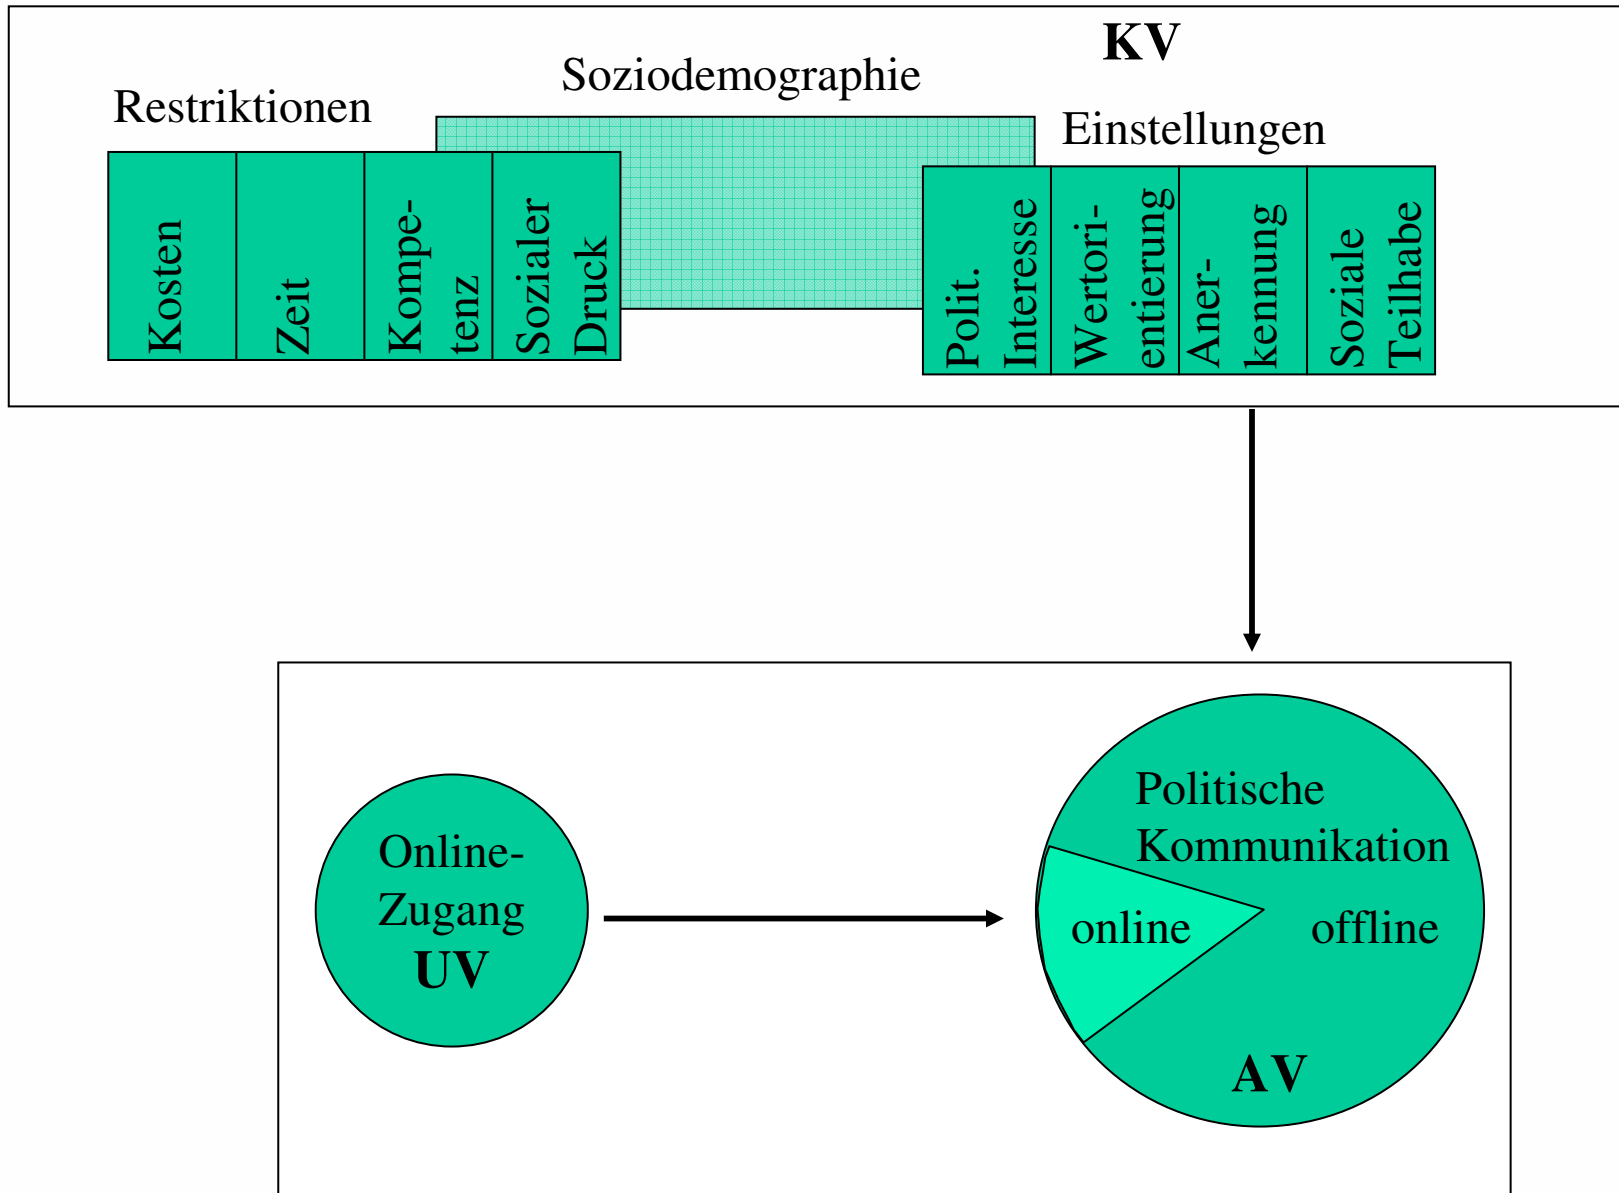 KV
Soziodemographie
Restriktionen
Einstellungen
Kosten
Zeit
Kompe-
tenz
Sozialer
Druck
Polit.
Interesse
Wertori-
entierung
Aner-
kennung
Soziale
Teilhabe
Online-
Zugang
UV
Politische
Kommunikation
online
offline
AV